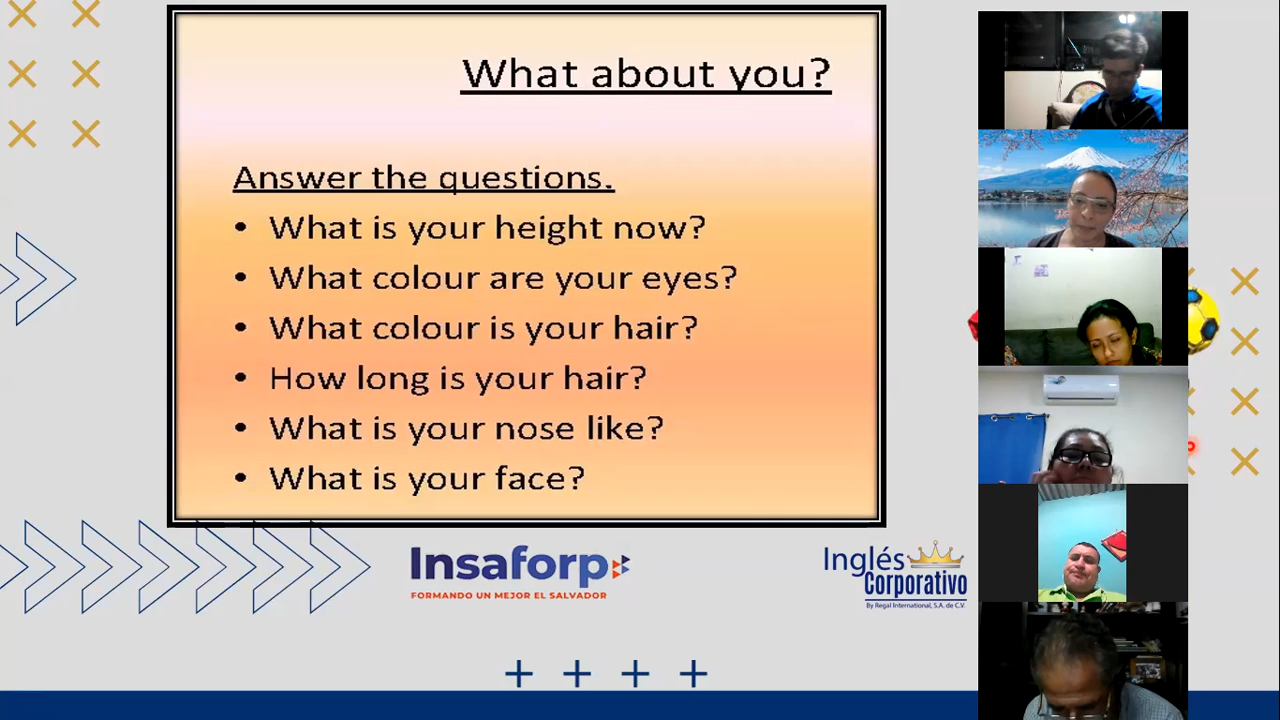 What about you?
Answer the questions.
• What is your height now?
• What colour are your eyes?
• What colour is your hair?
• How long is your hair?
• What is your nose like?
• What is your face?
Insaforp
FORMANDO UN MEJOR EL SALVADOR
Inglés
Corporativo
By Regal International, S.A. de C.V.